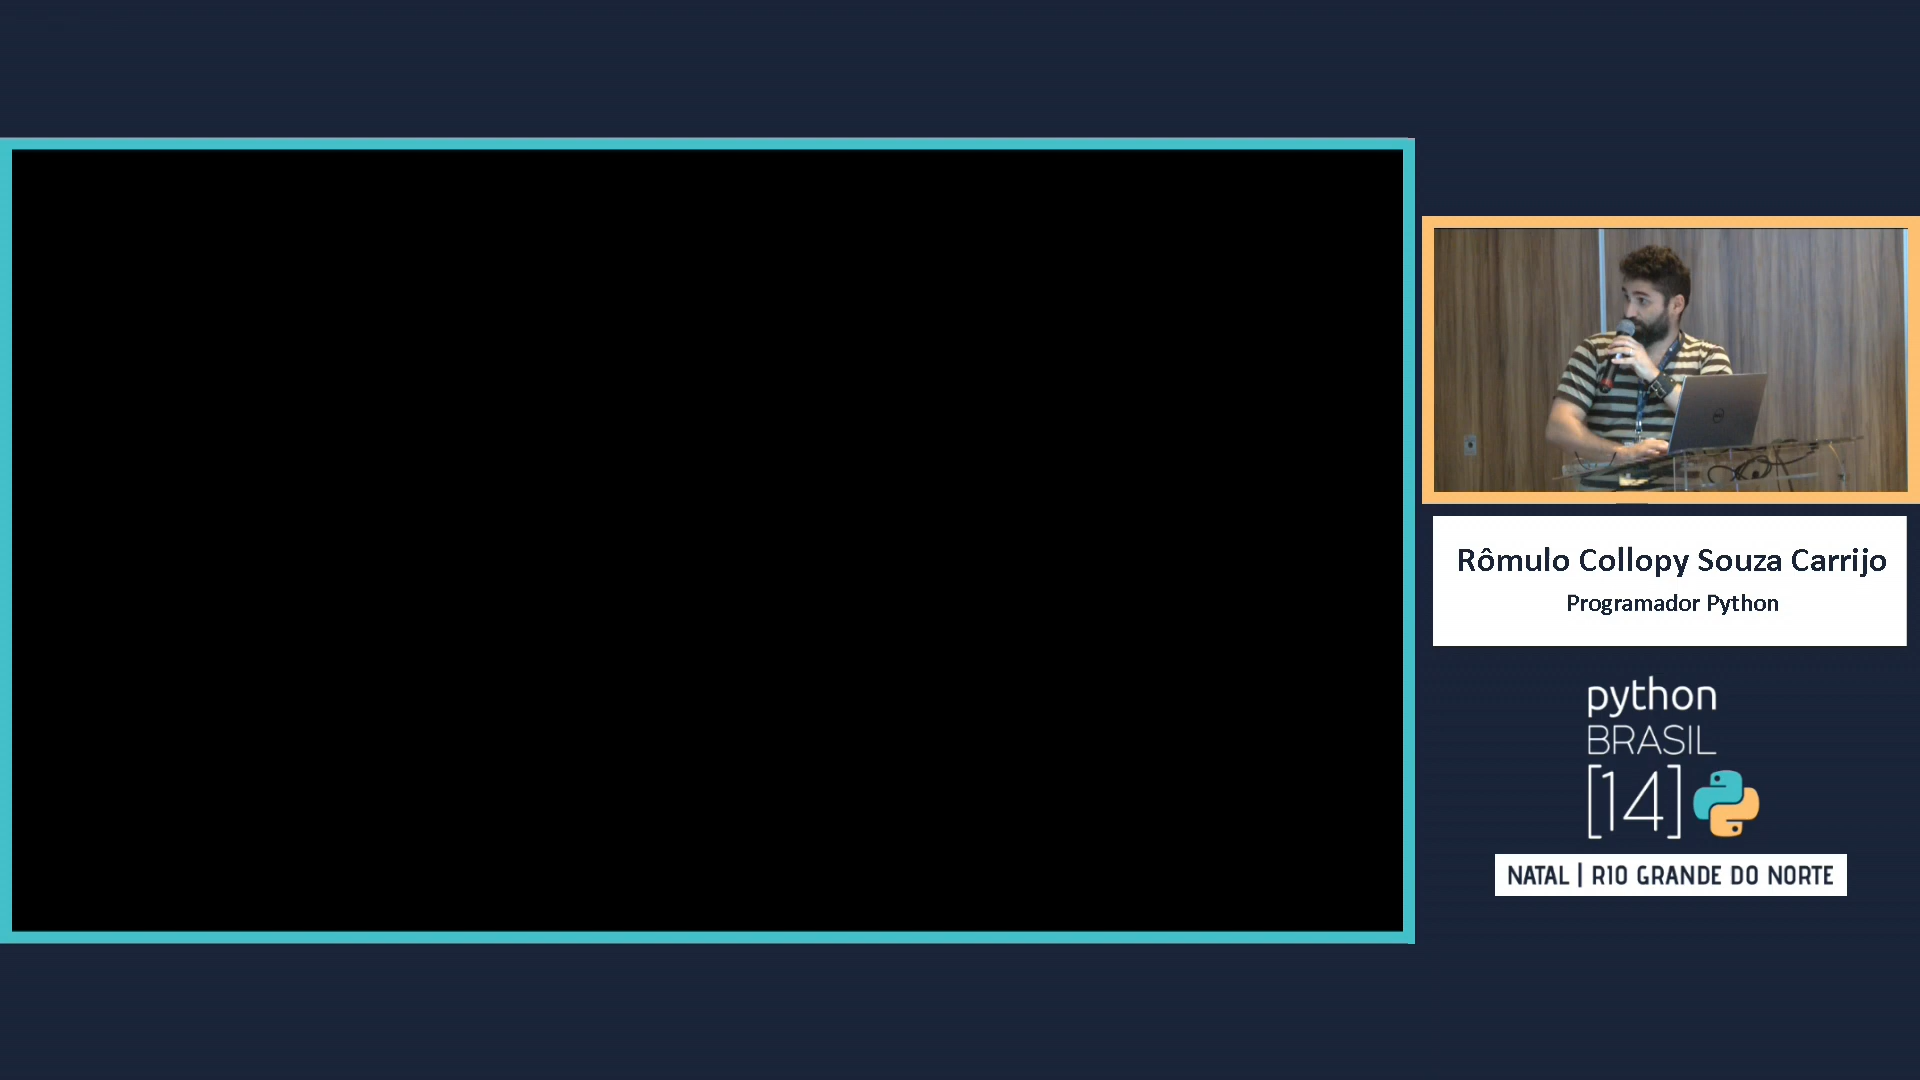 Rômulo Collopy Souza Carrijo
Programador Python
python
BRASIL
[14]
NATAL | RIO GRANDE DO NORTE